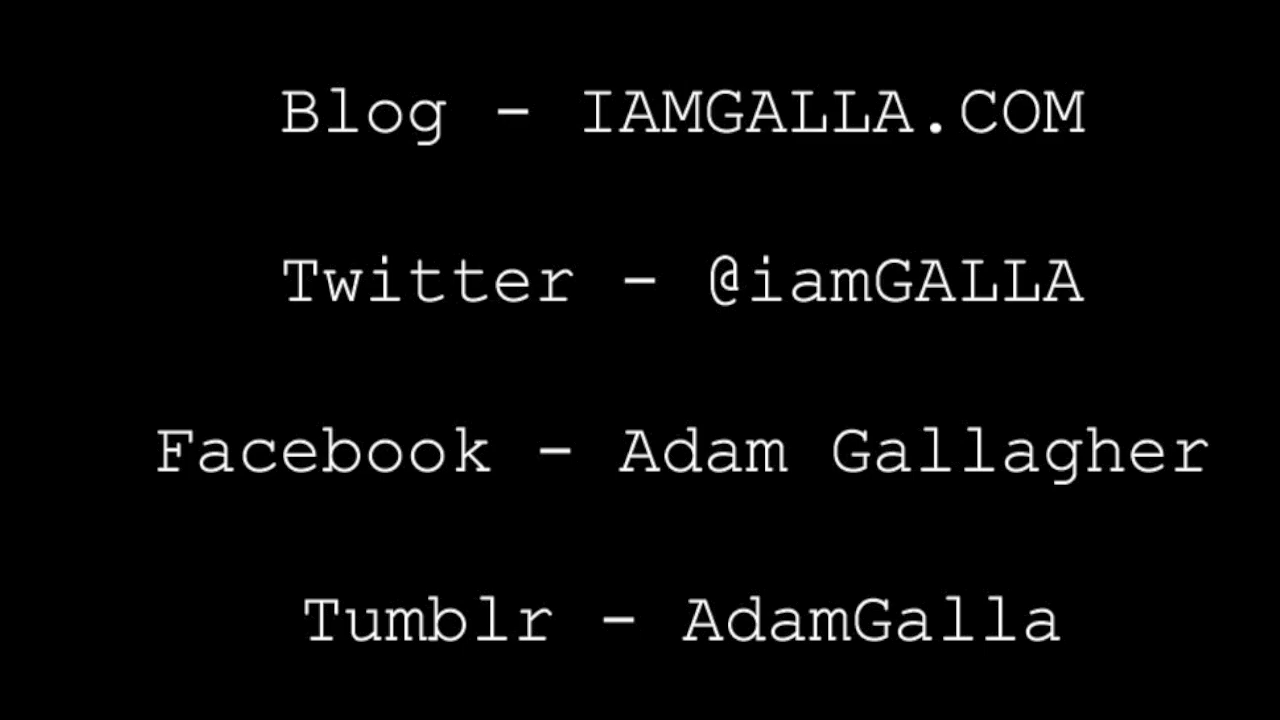 Blog - IAMGALLA.COM
Twitter - @iamGALLA
Facebook - Adam Gallagher
Tumblr - AdamGalla